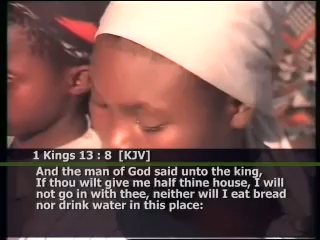 1 Kings 13 : 8 [KJV]
And the man of God said unto the king,
If thou wilt give me half thine house, I will
not go in with thee, neither will I eat bread
nor drink water in this place: